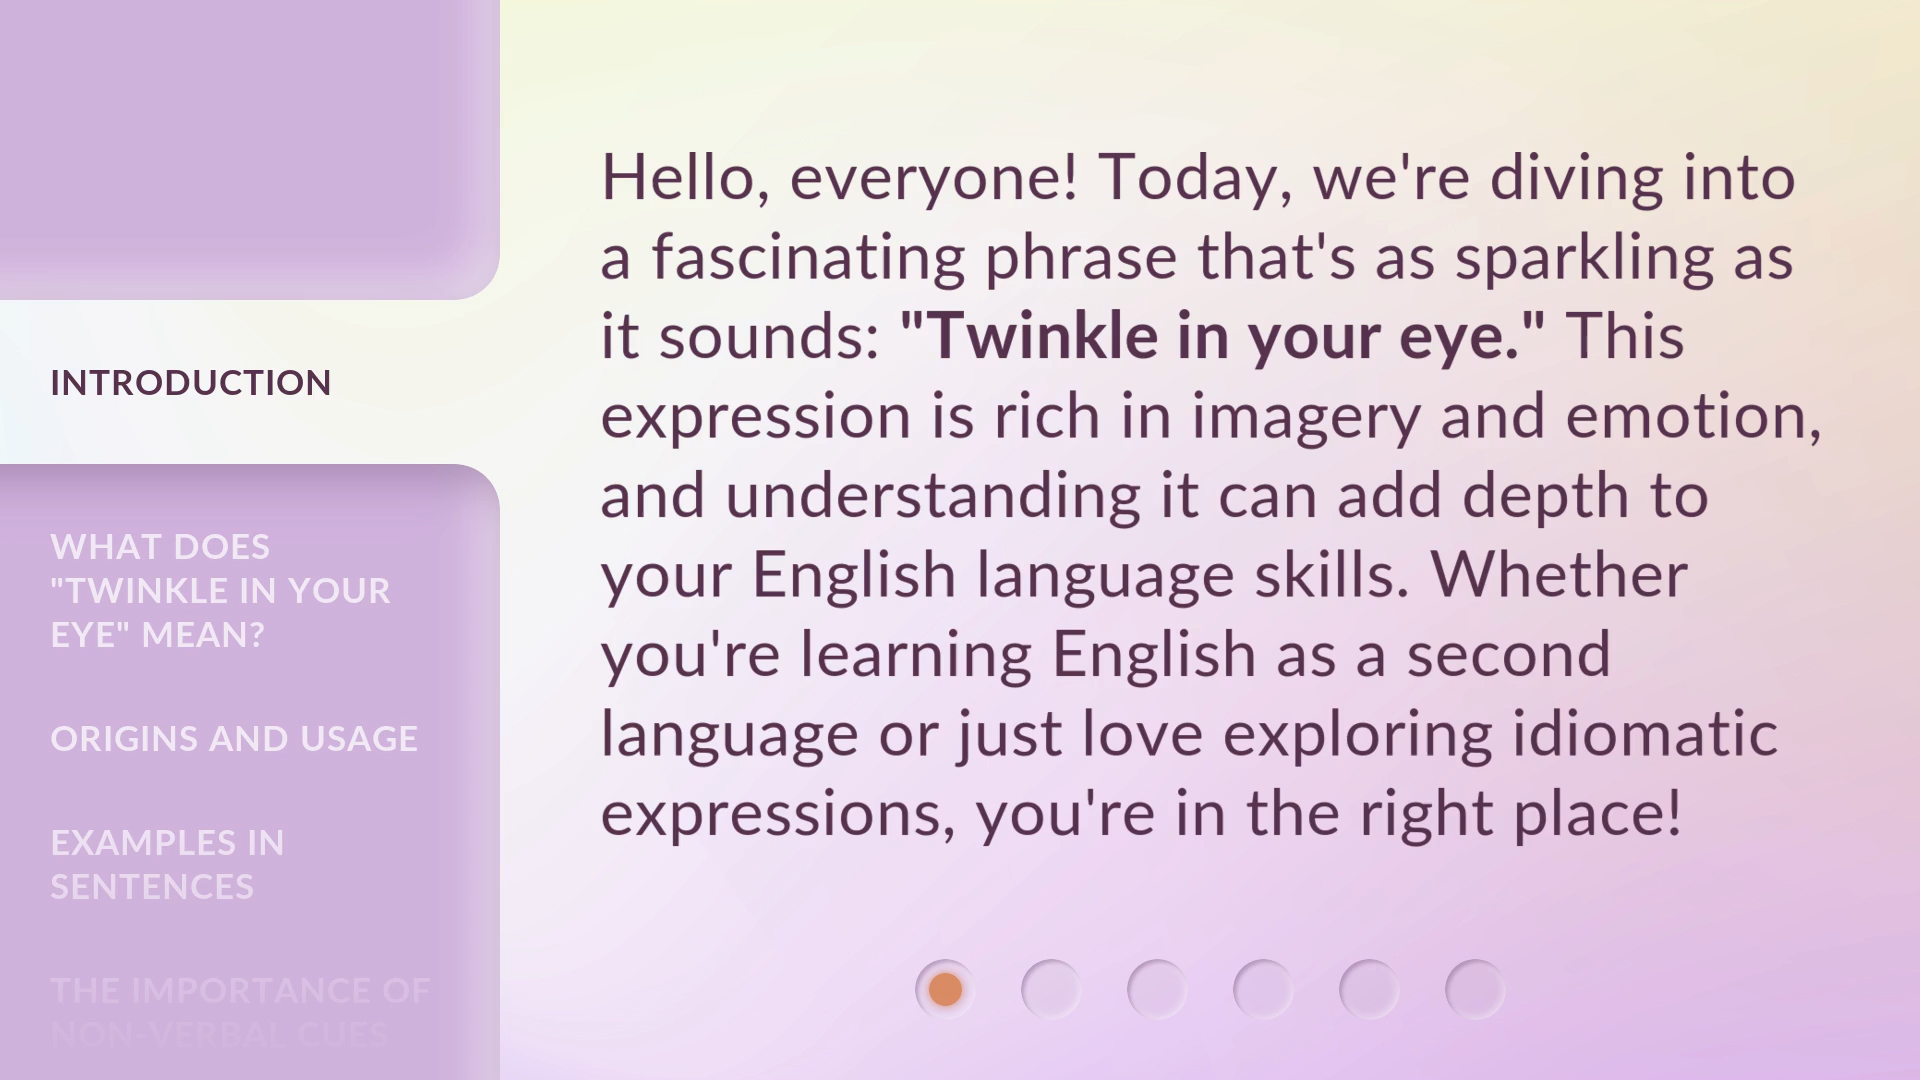 INTRODUCTION
WHAT DOES
"TWINKLE IN YOUR
EYE" MEAN?
ORIGINS AND USAGE
EXAMPLES IN
SENTENCES
THE IMPORTANCE OF
NON-VERBAL CUES
Hello, everyone! Today, we're diving into
a fascinating phrase that's as sparkling as
it sounds: "Twinkle in your eye." This
expression is rich in imagery and emotion,
and understanding it can add depth to
your English language skills. Whether
you're learning English as a second
language or just love exploring idiomatic
expressions, you're in the right place!